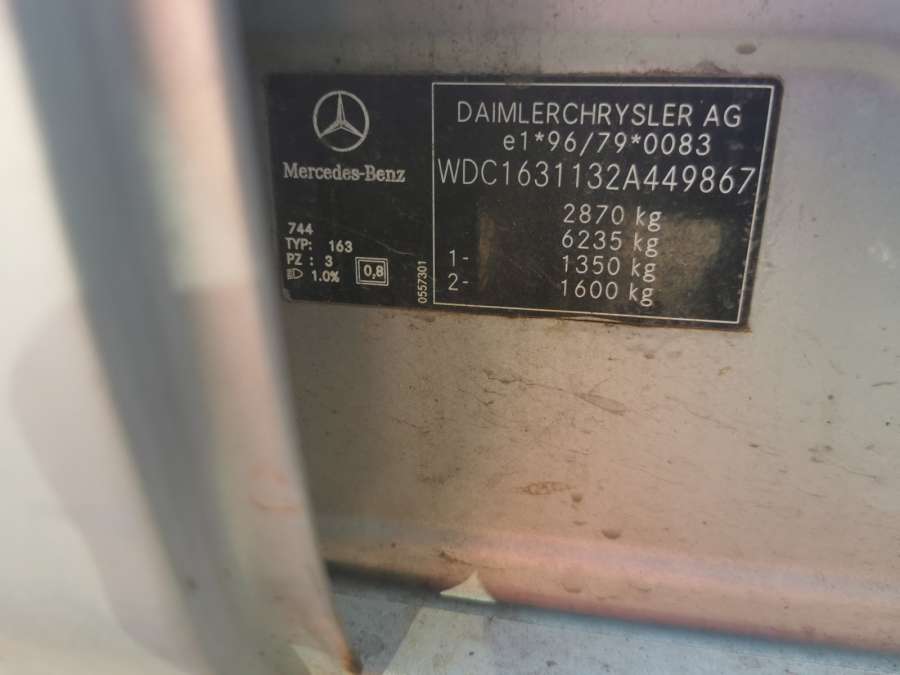 Mercedes-Benz
744
TYP: 163
PZ : 3
1.0%
0,8
0557301
DAIMLERCHRYSLER AG
e1*96/79*0083
WDC1631132A449867
2870 kg
6235 kg
1- 1350 kg
2- 1600 kg